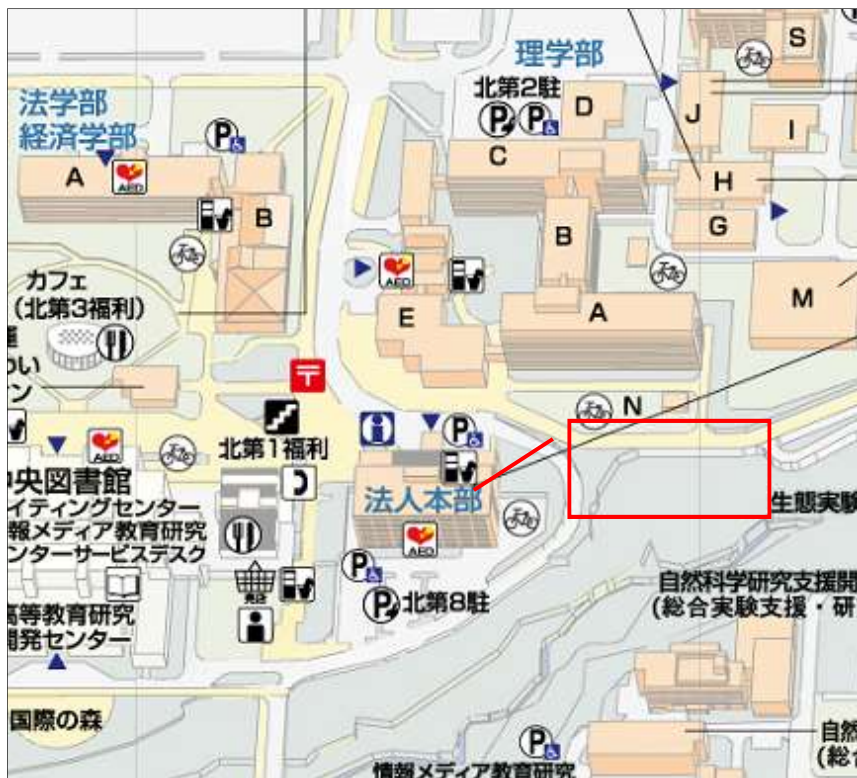 理学部
S
北第2駐
法学部
経済学部
P
P
P
D
J
I
C
A
AED
H
B
B
G
カフェ
(北第3福利)
AED
M
A
E
N
P
北第1福利
AED
中央図書館
法人本部
イティングセンター
報メディア教育研究
ンターサービスデスク
生態実験
AED
P
売店
P
北第8駐
自然科学研究支援開
(総合実験支援・研
高等教育研究
開発センター
国際の森
P
自然
(総合
情報メディア教育研究